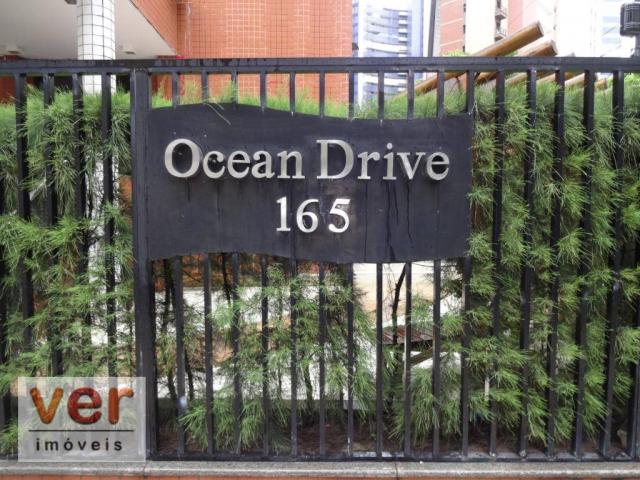 Ocean Drive
165
ver
imóveis